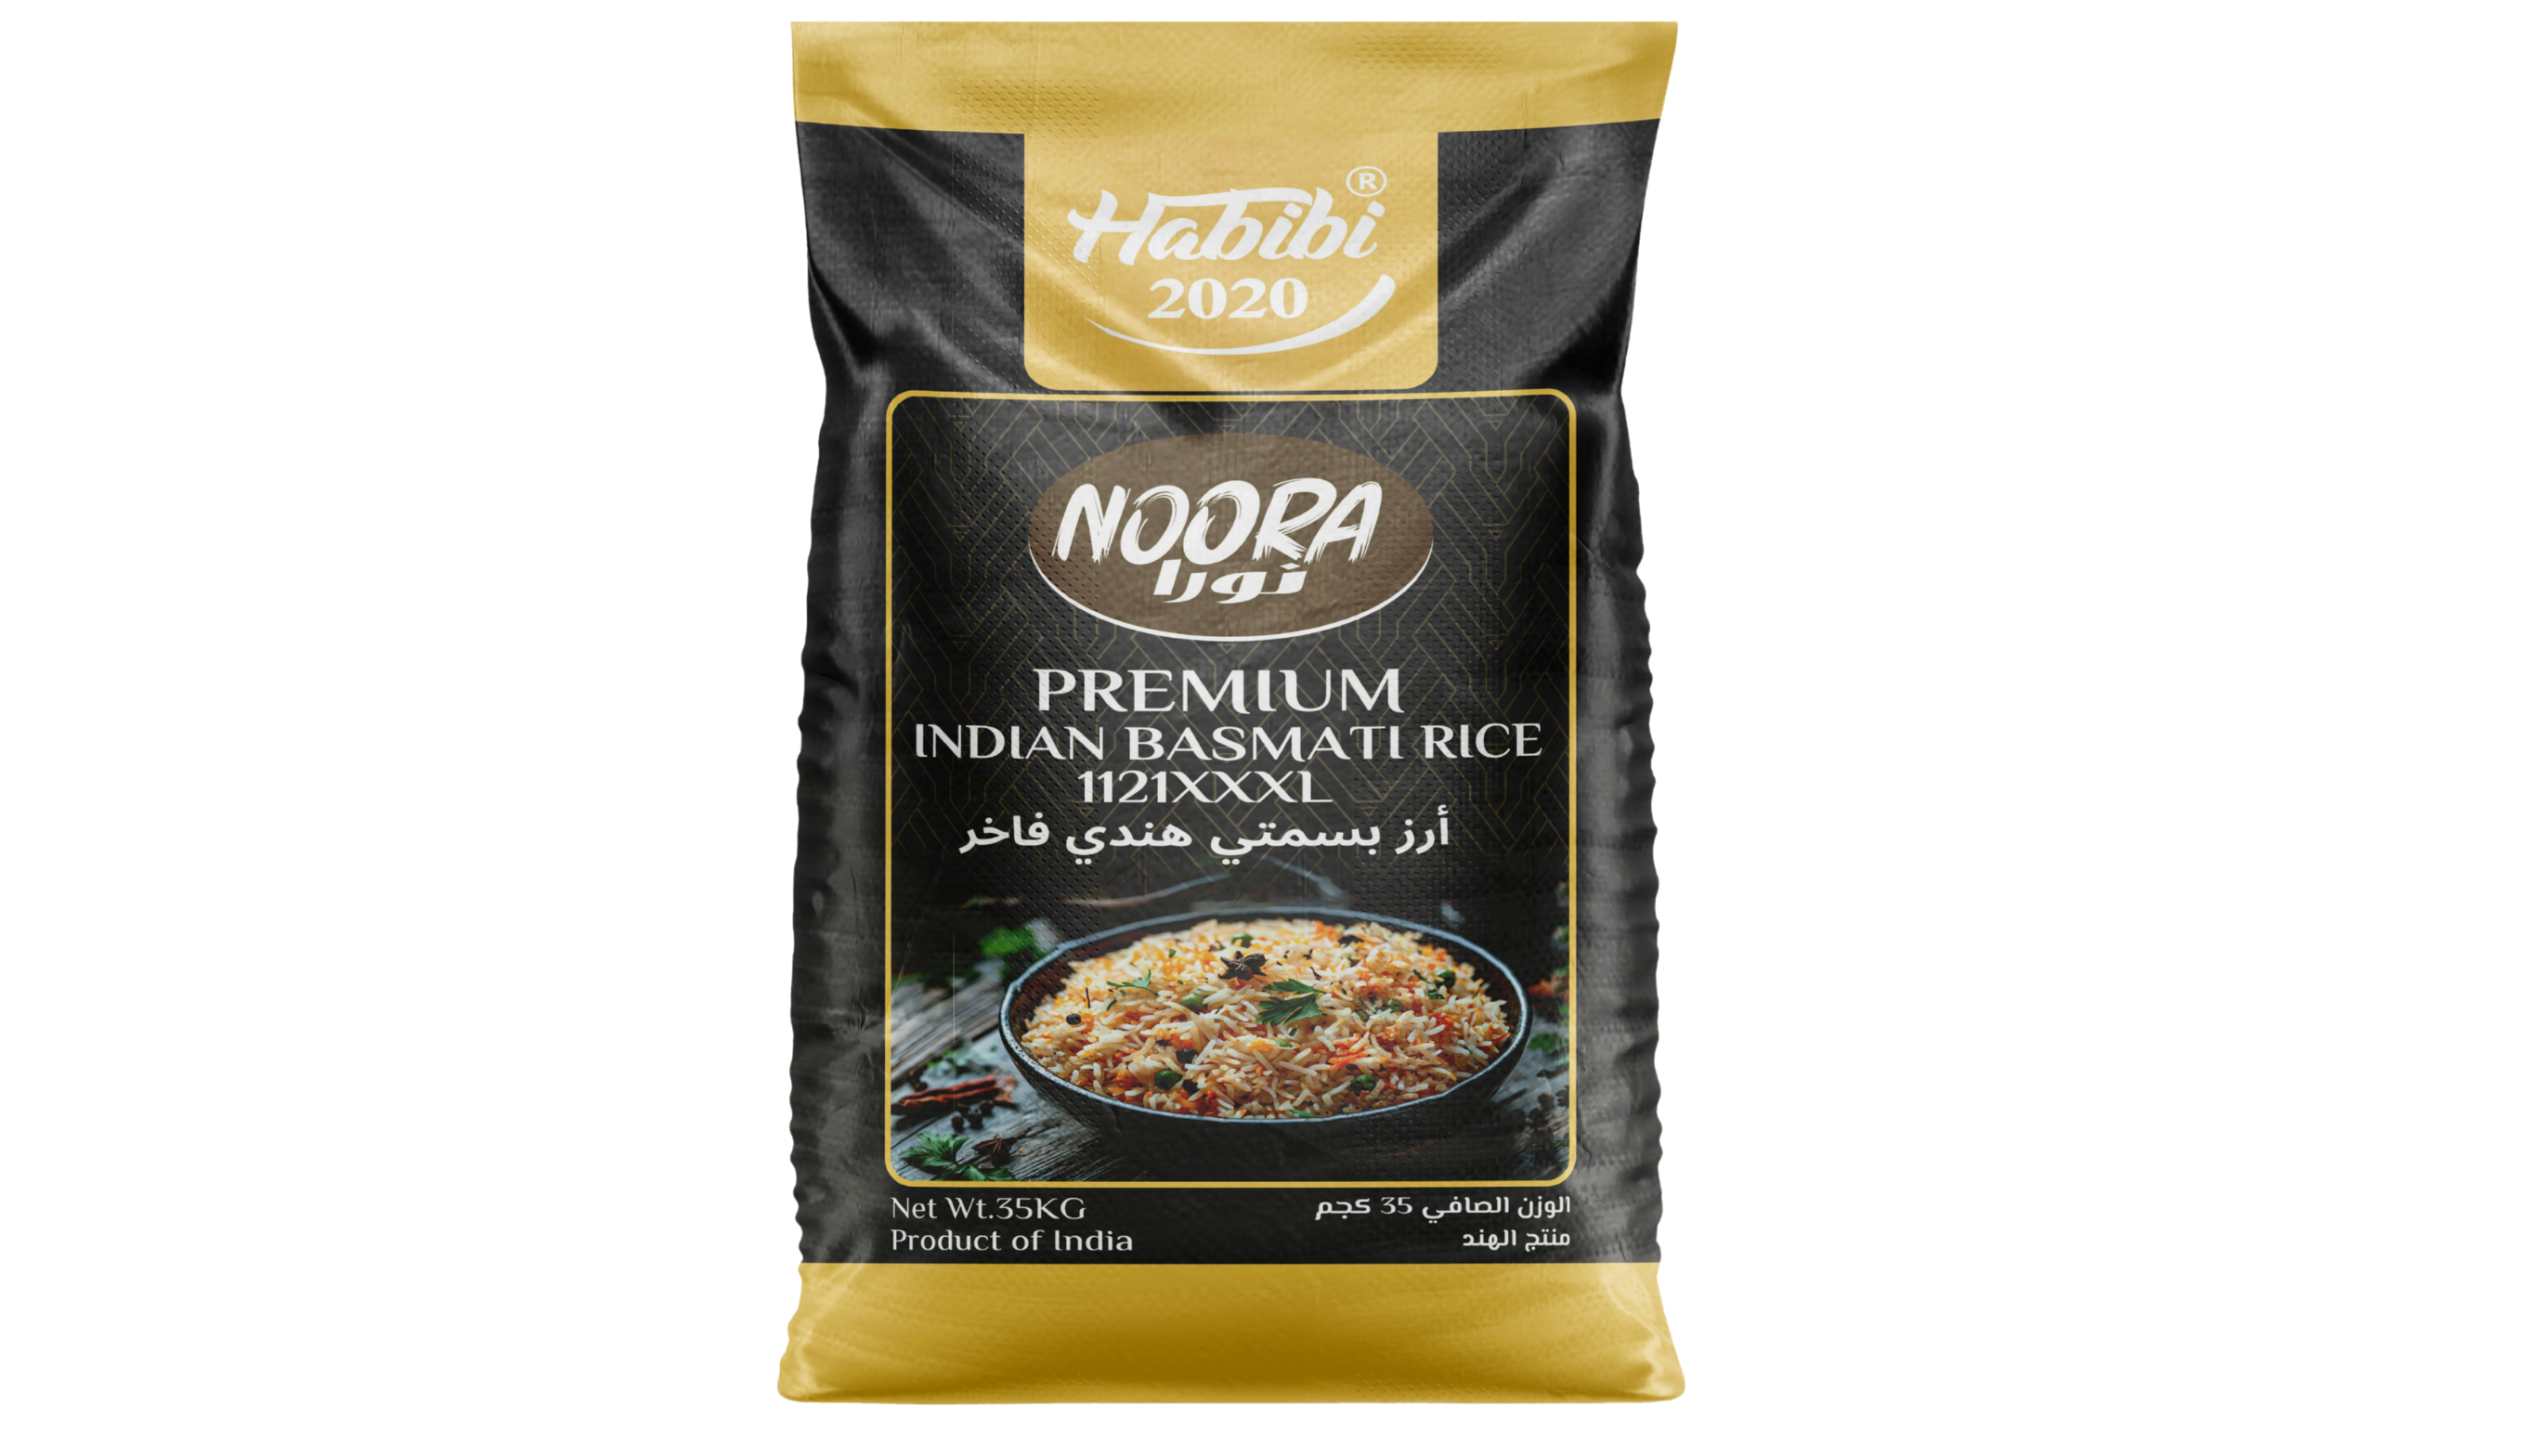 Habibi®
2020
NOORA
نورا
PREMIUM
INDIAN BASMATI RICE
1121XXXL
أرز بسمتي هندي فاخر
Net Wt.35KG
Product of India
الوزن الصافي 35 كجم
منتج الهند